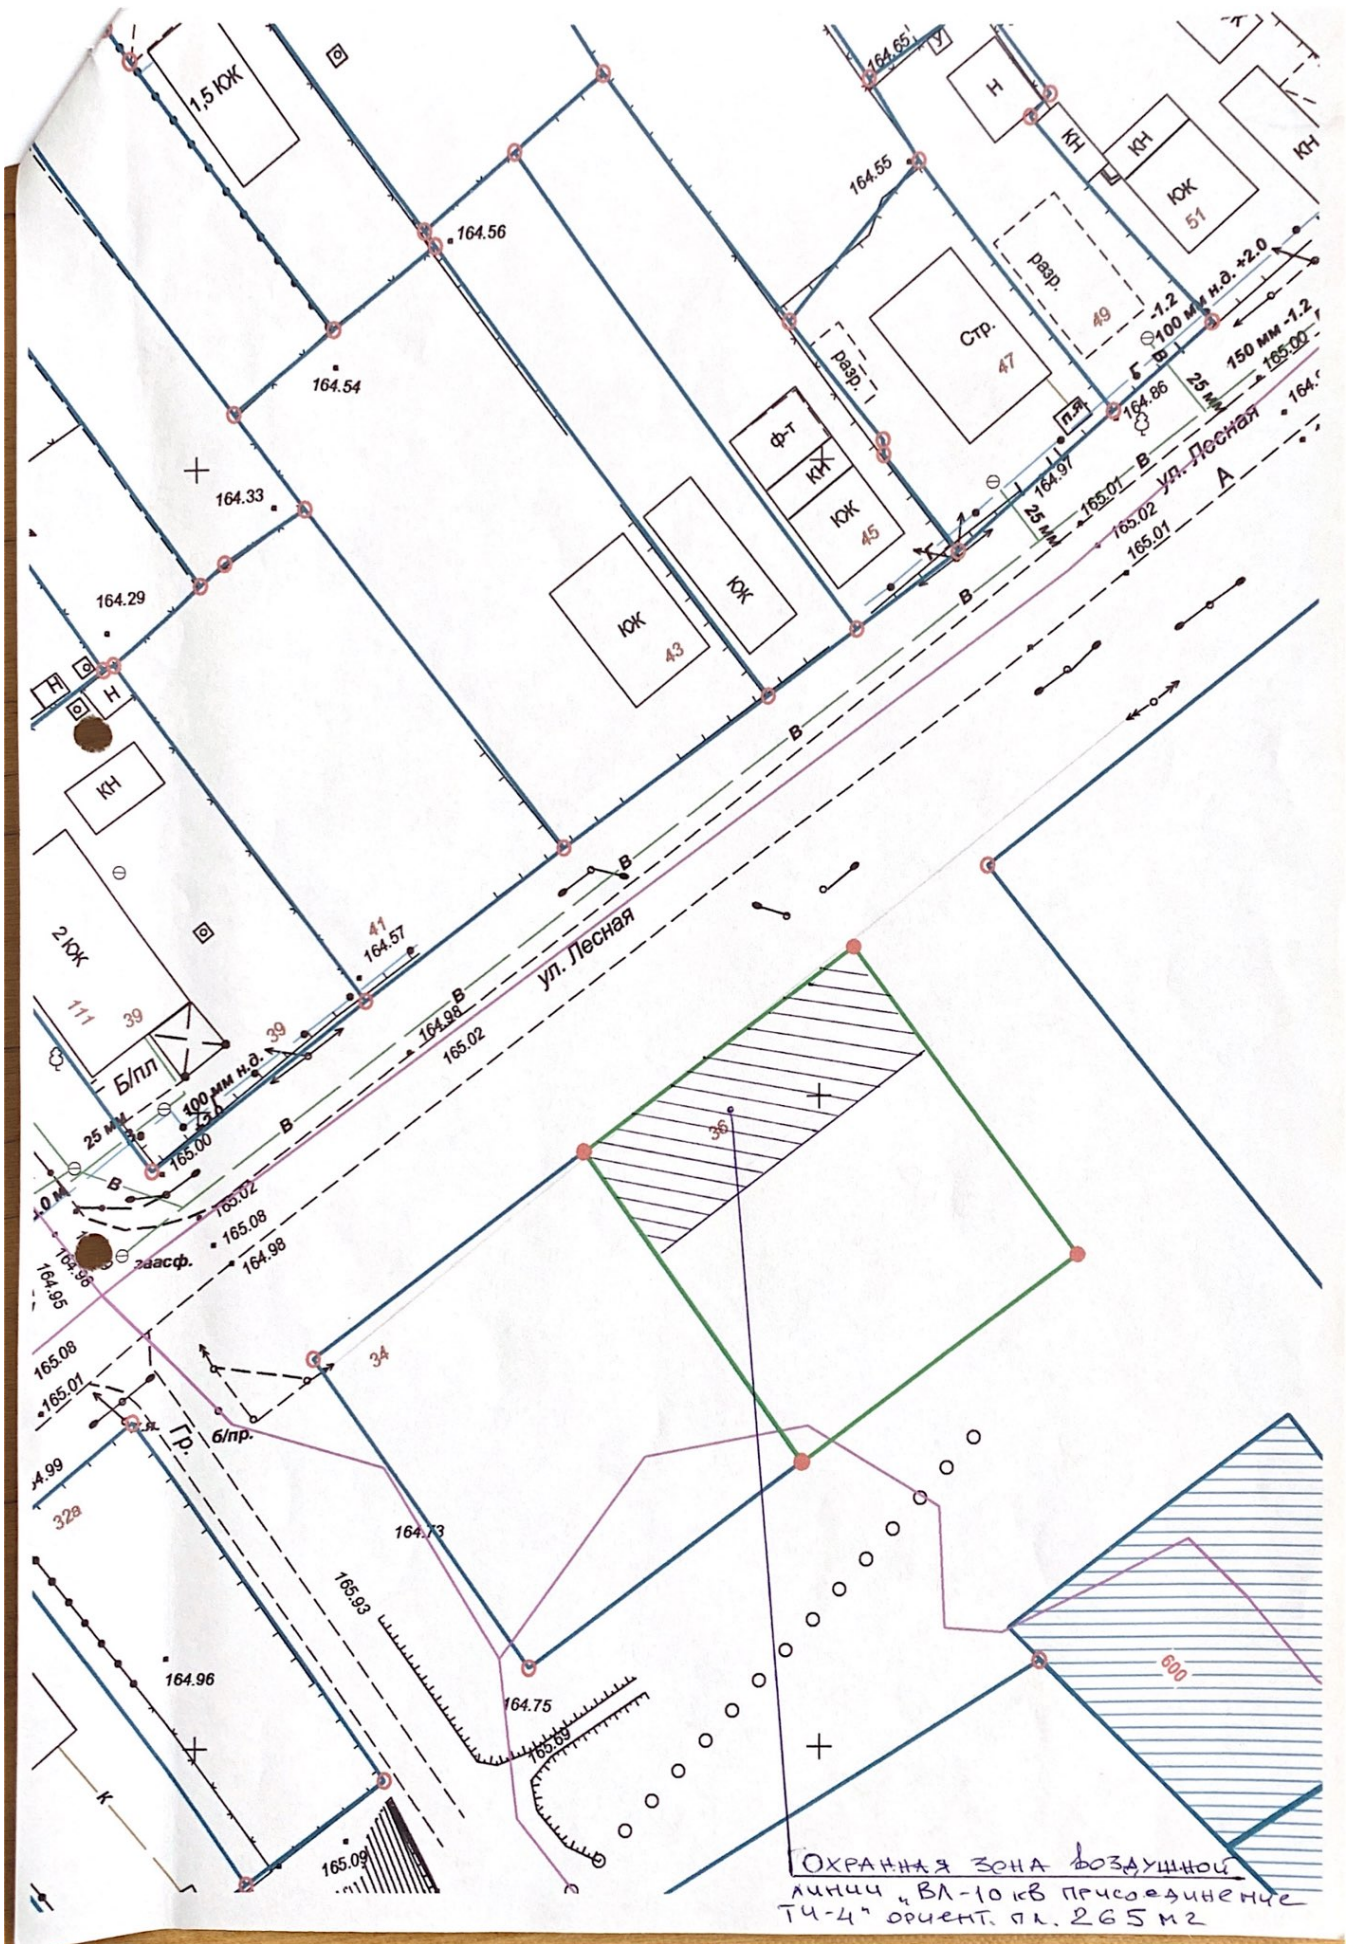 1,5 КЖ
164.65
У
Н
КН
КН
КН
КЖ
51
164.55
164.56
разр.
49
-1.2
100 мм н.д. +2.0
150 мм -1.2
165.00
Стр.
47
разр.
164.54
п.я
В
164.86
25 мм
ул. Лесная
ф-т
КН
КЖ
45
164.97
В
165.01
А
164.33
25 мм
165.02
165.01
КЖ
КЖ
43
В
164.29
Н
Н
В
КН
В
41
164.57
ул. Лесная
2 КЖ
111
39
39
В
164.98
165.02
Б/пл
100 мм н.д.
25 мм
В
165.00
36
В
165.02
165.08
164.98
заасф.
164.98
164.95
165.08
34
165.01
Гр.
б/пр.
32а
164.73
165.93
164.96
164.75
165.69
600
К
165.09
ОХРАННАЯ ЗОНА ВОЗДУШНОЙ
линии „ВЛ-10 кВ присоединение
ТЧ-4" ориент. пл. 265 м2